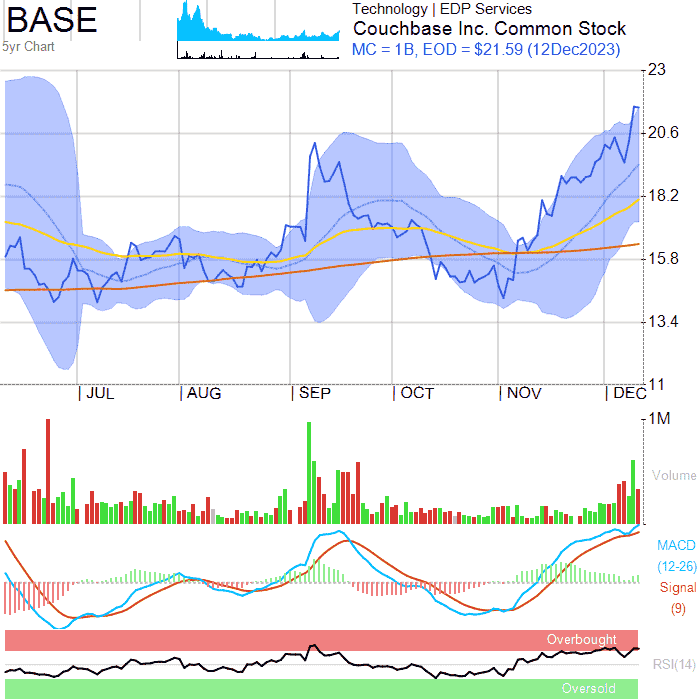 BASE
5yr Chart
Technology | EDP Services
Couchbase Inc. Common Stock
MC = 1B, EOD = $21.59 (12Dec2023)
23
20.6
18.2
15.8
13.4
11
| JUL | AUG | SEP | OCT | NOV | DEC
1M
Volume
MACD
(12-26)
Signal
(9)
Overbought
RSI(14)
Oversold